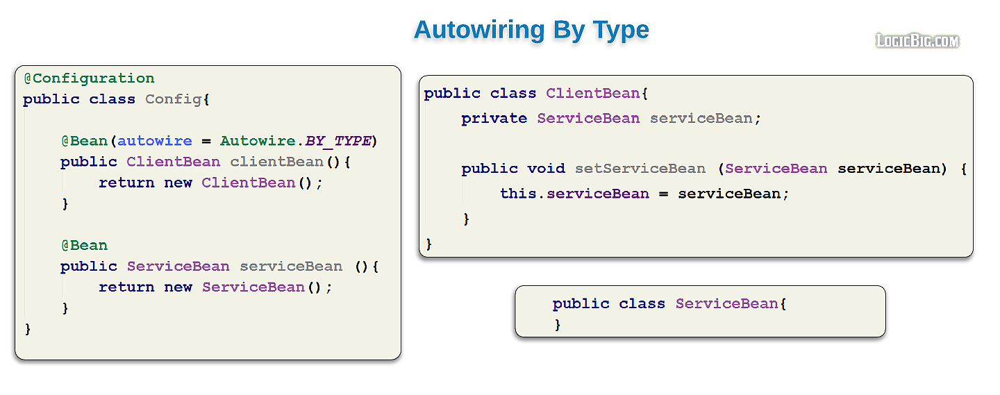 Autowiring By Type
LogicBig.com
@Configuration
public class Config{
@Bean(autowire = Autowire.BY_TYPE)
public ClientBean clientBean(){
return new ClientBean();
}
@Bean
public ServiceBean serviceBean (){
return new ServiceBean();
}
}
public class ClientBean{
private ServiceBean serviceBean;
public void setServiceBean (ServiceBean serviceBean) {
this.serviceBean = serviceBean;
}
}
public class ServiceBean{
}